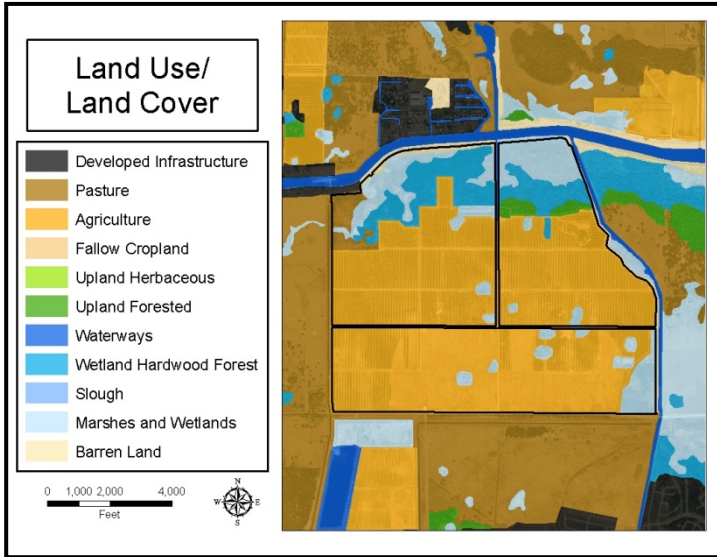 Land Use/
Land Cover
Developed Infrastructure
Pasture
Agriculture
Fallow Cropland
Upland Herbaceous
Upland Forested
Waterways
Wetland Hardwood Forest
Slough
Marshes and Wetlands
Barren Land
0 1,000 2,000 4,000
Feet
N
W E
S